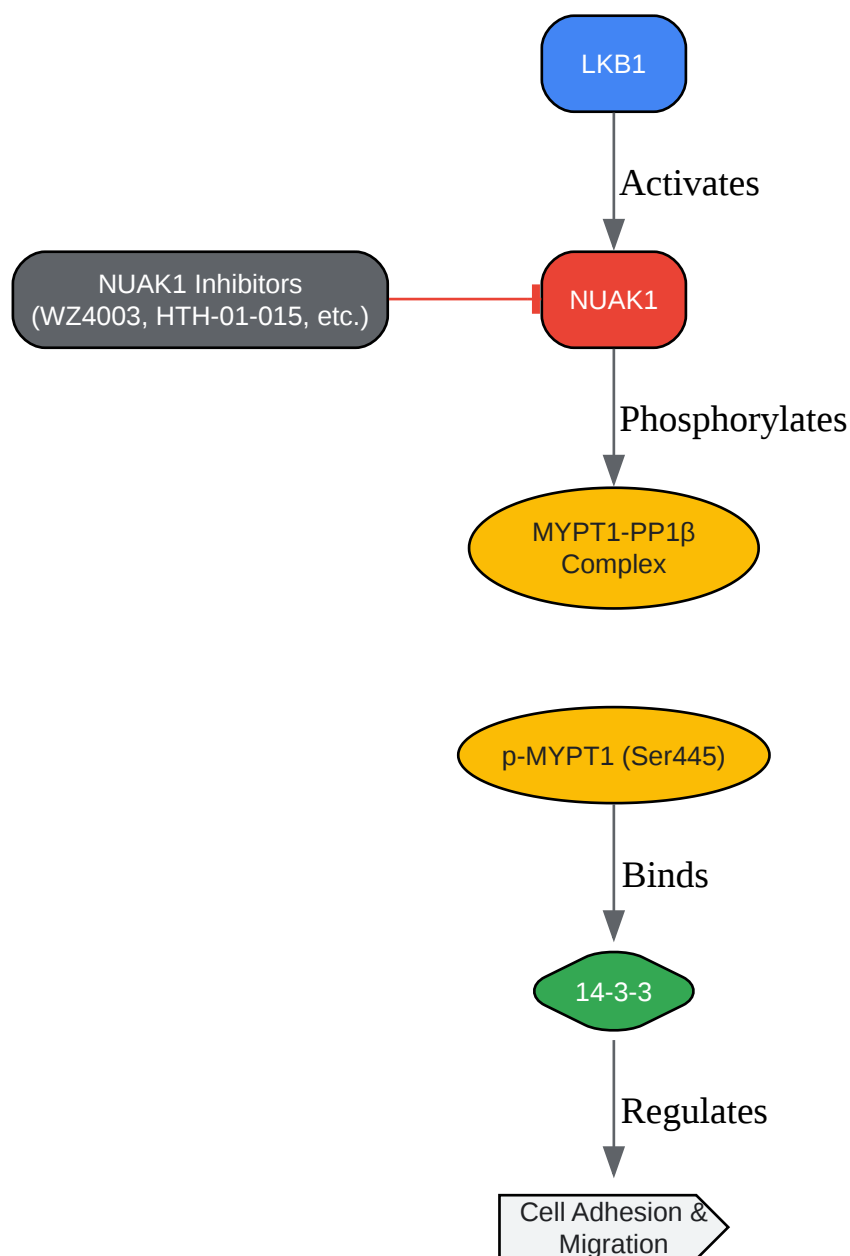 LKB1
Activates
NUAK1 Inhibitors
(WZ4003, HTH-01-015, etc.)
NUAK1
Phosphorylates
MYPT1-PP1β
Complex
p-MYPT1 (Ser445)
Binds
14-3-3
Regulates
Cell Adhesion &
Migration